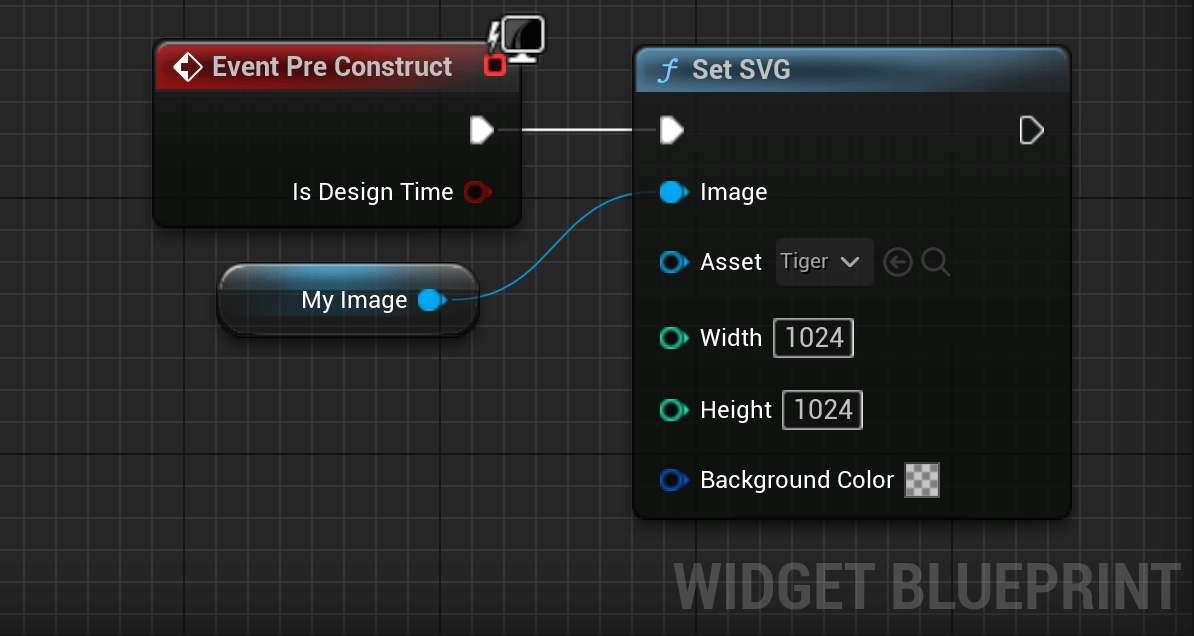 Event Pre Construct
Is Design Time
My Image
Set SVG
Image
Asset Tiger
Width 1024
Height 1024
Background Color
WIDGET BLUEPRINT